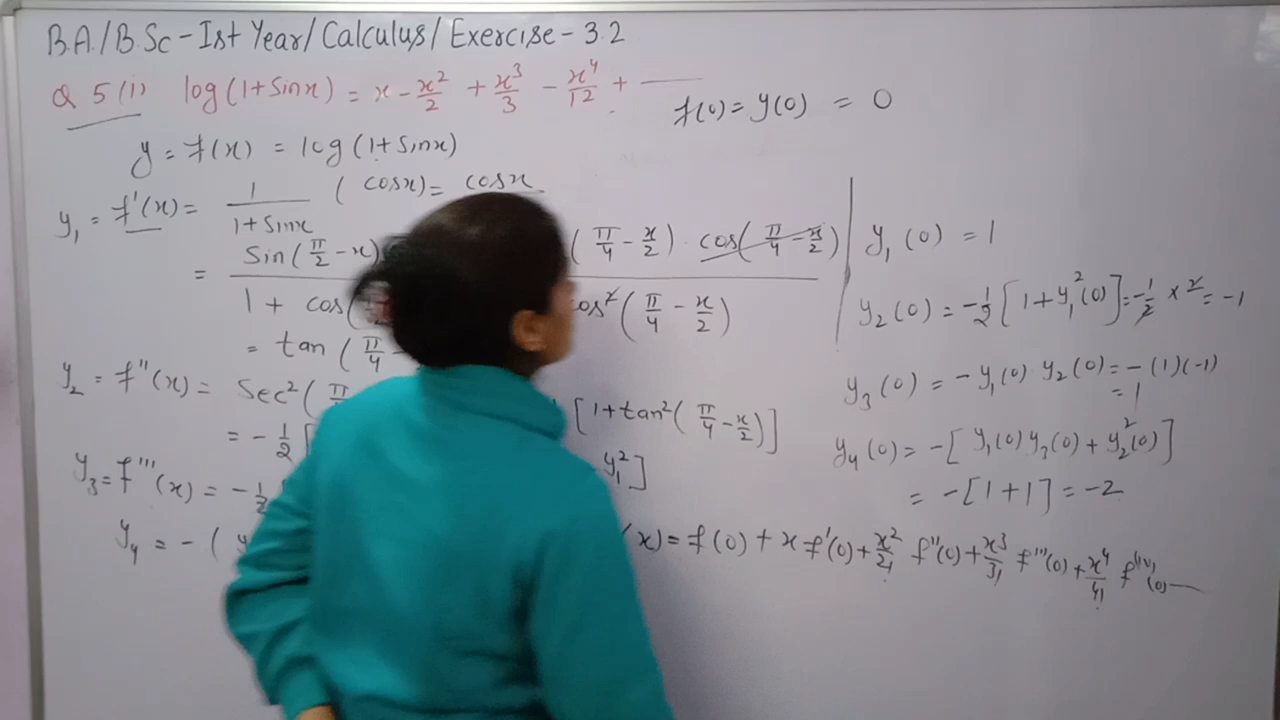 B.A./B.Sc - Ist Year/Calculus/Exercise - 3.2
Q 5(i) log(1+Sinx) = x - x²/2 + x³/3 - x⁴/12 + ——
f(0) = y(0) = 0
y = f(x) = log(1+Sinx)
y₁ = f'(x) = 1/(1+Sinx) (cosx) = cosx
= Sin(π/2 - x) / 1 + cos(
(π/4 - x/2) . cos(π/4 - x/2) / cos²(π/4 - x/2)
= tan(π/4 -
y₂ = f''(x) = Sec²(π
[1+tan²(π/4 - x/2)]
= -1/2 [
y₁²]
y₃ = f'''(x) = -1/2
y₄ = -(
y₁(0) = 1
y₂(0) = -1/2 [1+y₁²(0)] = -1/2 × 2 = -1
y₃(0) = -y₁(0) y₂(0) = -(1)(-1)
= 1
y₄(0) = -[y₁(0) y₃(0) + y₂²(0)]
= -[1+1] = -2
(x) = f(0) + x f'(0) + x²/2! f''(0) + x³/3! f'''(0) + x⁴/4! f''''(0) ——